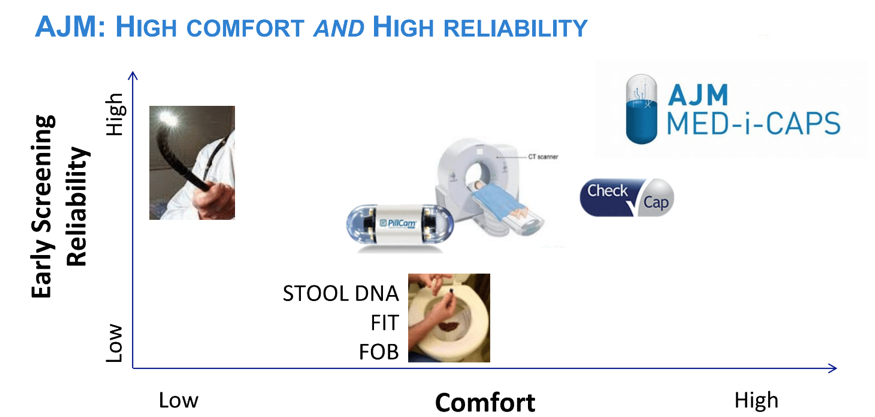 AJM: HIGH COMFORT AND HIGH RELIABILITY
High
Early Screening
Reliability
Low
AJM
MED-i-CAPS
CT scanner
Check Cap
PillCam
STOOL DNA
FIT
FOB
Low
Comfort
High